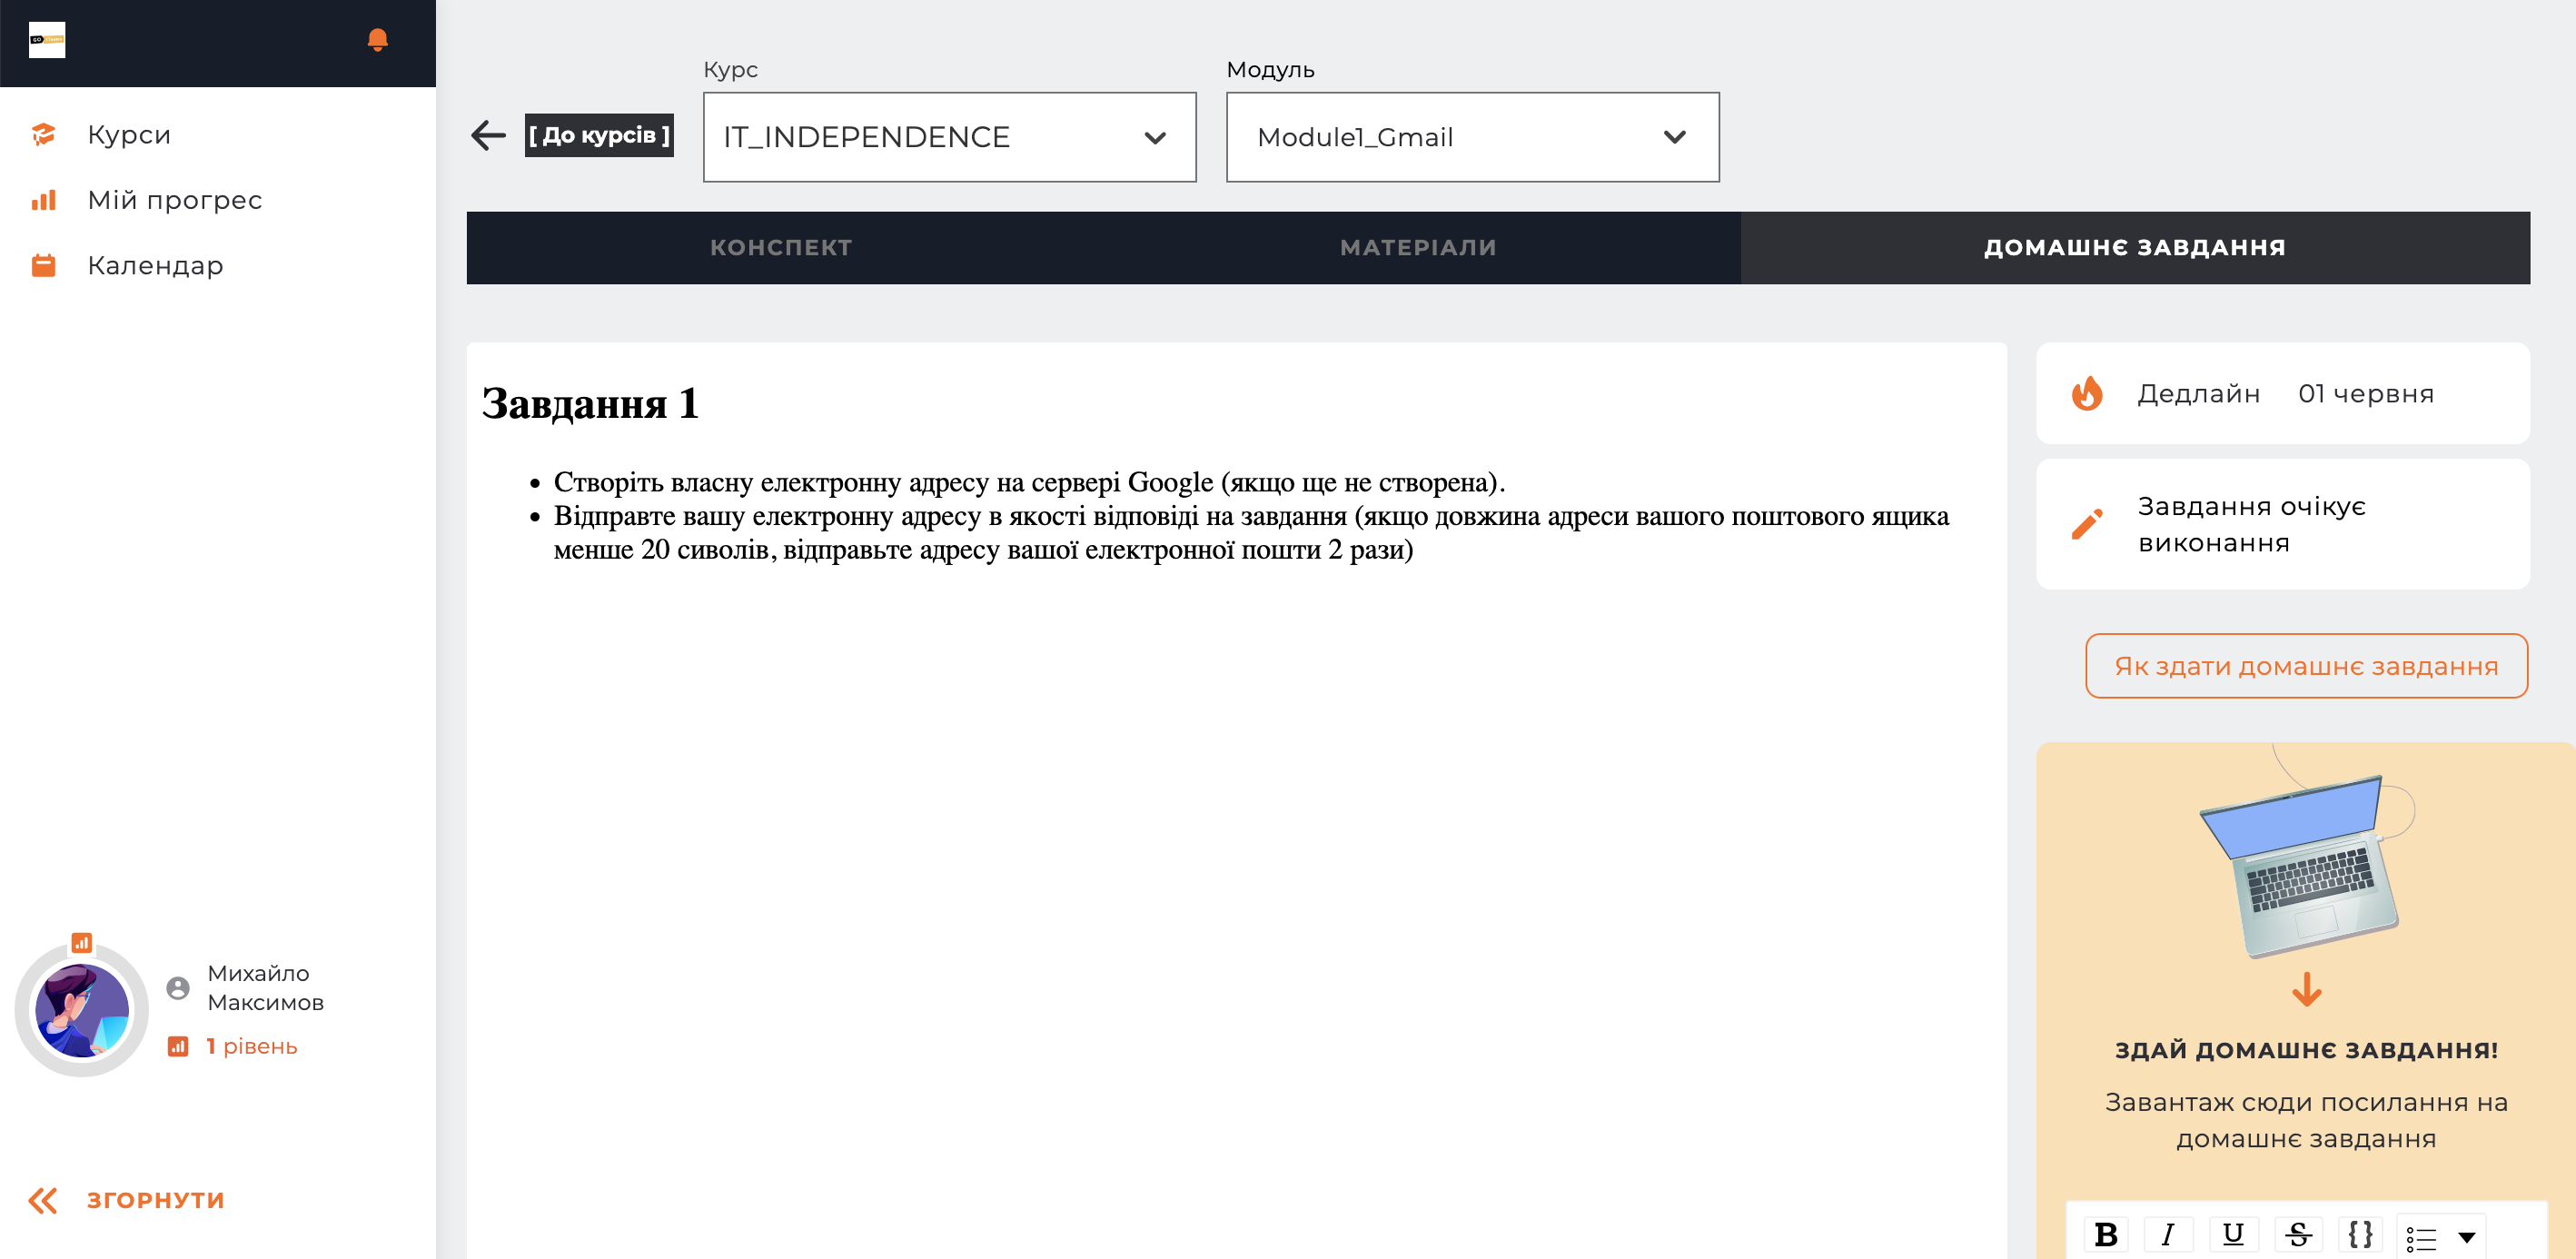 Курси
Мій прогрес
Календар
Михайло
Максимов
1 рівень
ЗГОРНУТИ
[ До курсів ]
Курс
IT_INDEPENDENCE
Модуль
Module1_Gmail
КОНСПЕКТ
МАТЕРІАЛИ
ДОМАШНЄ ЗАВДАННЯ
Завдання 1
• Створіть власну електронну адресу на сервері Google (якщо ще не створена).
• Відправте вашу електронну адресу в якості відповіді на завдання (якщо довжина адреси вашого поштового ящика
менше 20 сиволів, відправьте адресу вашої електронної пошти 2 рази)
Дедлайн 01 червня
Завдання очікує
виконання
Як здати домашнє завдання
ЗДАЙ ДОМАШНЄ ЗАВДАННЯ!
Завантаж сюди посилання на
домашнє завдання
B I U S {}